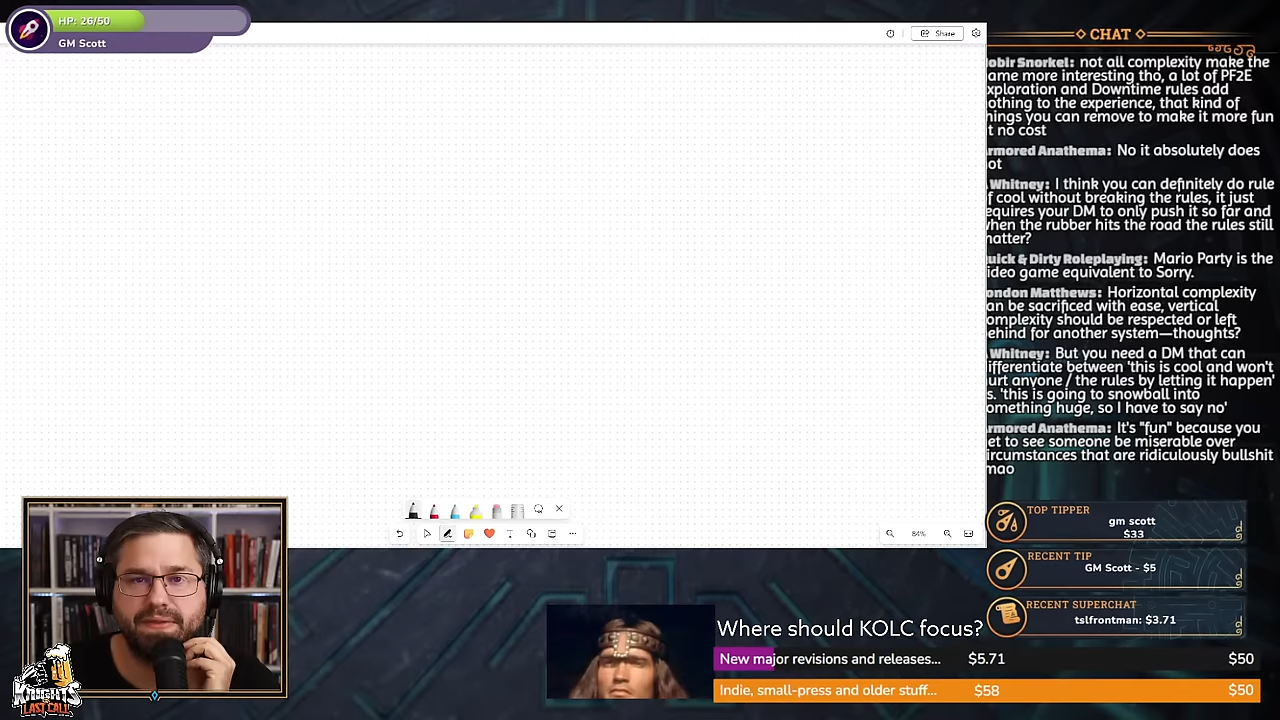 HP: 26/50
GM Scott
Share
CHAT
obir Snorkel: not all complexity make the
ame more interesting tho, a lot of PF2E
xploration and Downtime rules add
othing to the experience, that kind of
hings you can remove to make it more fun
t no cost
rmored Anathema: No it absolutely does
ot
Whitney: I think you can definitely do rule
f cool without breaking the rules, it just
equires your DM to only push it so far and
hen the rubber hits the road the rules still
natter?
uick & Dirty Roleplaying: Mario Party is the
ideo game equivalent to Sorry.
ondon Matthews: Horizontal complexity
an be sacrificed with ease, vertical
omplexity should be respected or left
ehind for another system—thoughts?
Whitney: But you need a DM that can
ifferentiate between 'this is cool and won't
urt anyone / the rules by letting it happen'
s. 'this is going to snowball into
omething huge, so I have to say no'
rmored Anathema: It's "fun" because you
et to see someone be miserable over
ircumstances that are ridiculously bullshit
mao
84%
TOP TIPPER
gm scott
$33
RECENT TIP
GM Scott - $5
RECENT SUPERCHAT
tslfrontman: $3.71
Where should KOLC focus?
New major revisions and releases... $5.71 $50
Indie, small-press and older stuff... $58 $50
KNIGHTS
LAST CALL